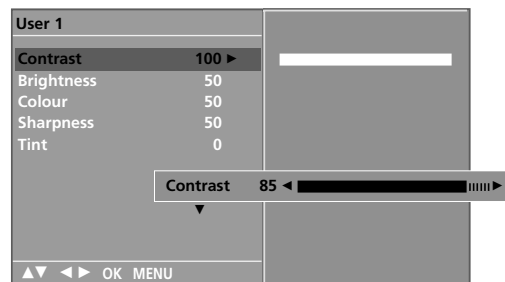 User 1
Contrast 100 ►
Brightness 50
Colour 50
Sharpness 50
Tint 0
Contrast 85 ◄ ►
▼
▲▼ ◄► OK MENU